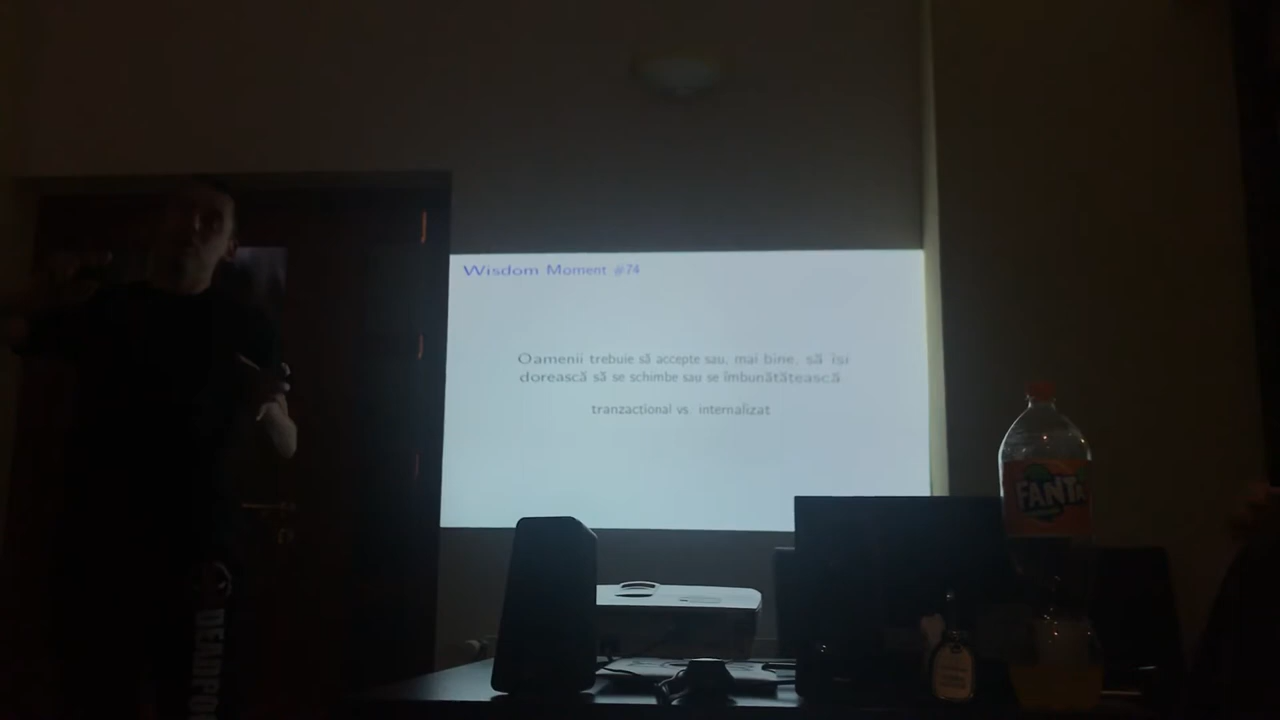 Wisdom Moment #74
Oamenii trebuie să accepte sau, mai bine, să își
dorească să se schimbe sau se îmbunătățească
tranzacțional vs. internalizat
FANTA